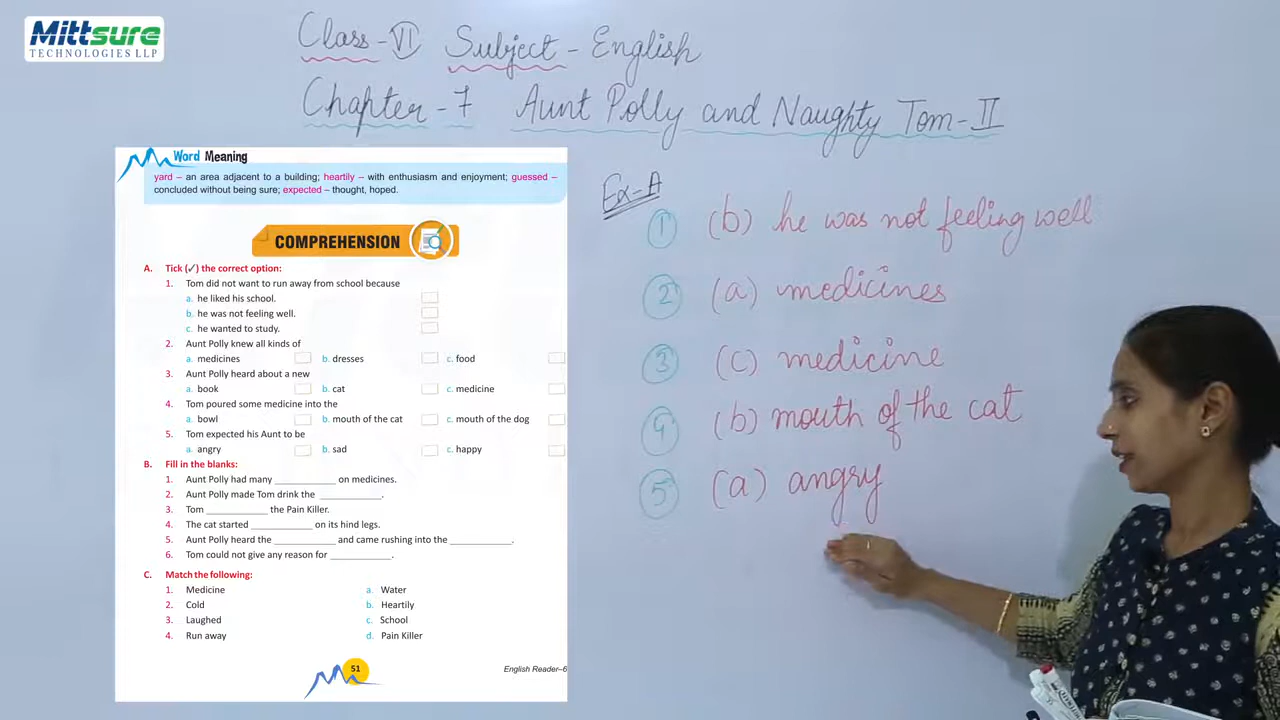 Mittsure
TECHNOLOGIES LLP
Class-VI Subject - English
Chapter-7 Aunt Polly and Naughty Tom-II
Word Meaning
yard – an area adjacent to a building; heartily – with enthusiasm and enjoyment; guessed –
concluded without being sure; expected – thought, hoped.
COMPREHENSION
A. Tick (✓) the correct option:
1. Tom did not want to run away from school because
a. he liked his school.
b. he was not feeling well.
c. he wanted to study.
2. Aunt Polly knew all kinds of
a. medicines b. dresses c. food
3. Aunt Polly heard about a new
a. book b. cat c. medicine
4. Tom poured some medicine into the
a. bowl b. mouth of the cat c. mouth of the dog
5. Tom expected his Aunt to be
a. angry b. sad c. happy
B. Fill in the blanks:
1. Aunt Polly had many ____________ on medicines.
2. Aunt Polly made Tom drink the ____________.
3. Tom ____________ the Pain Killer.
4. The cat started ____________ on its hind legs.
5. Aunt Polly heard the ____________ and came rushing into the ____________.
6. Tom could not give any reason for ____________.
C. Match the following:
1. Medicine a. Water
2. Cold b. Heartily
3. Laughed c. School
4. Run away d. Pain Killer
51
English Reader–6
Ex-A
1 (b) he was not feeling well
2 (a) medicines
3 (c) medicine
4 (b) mouth of the cat
5 (a) angry